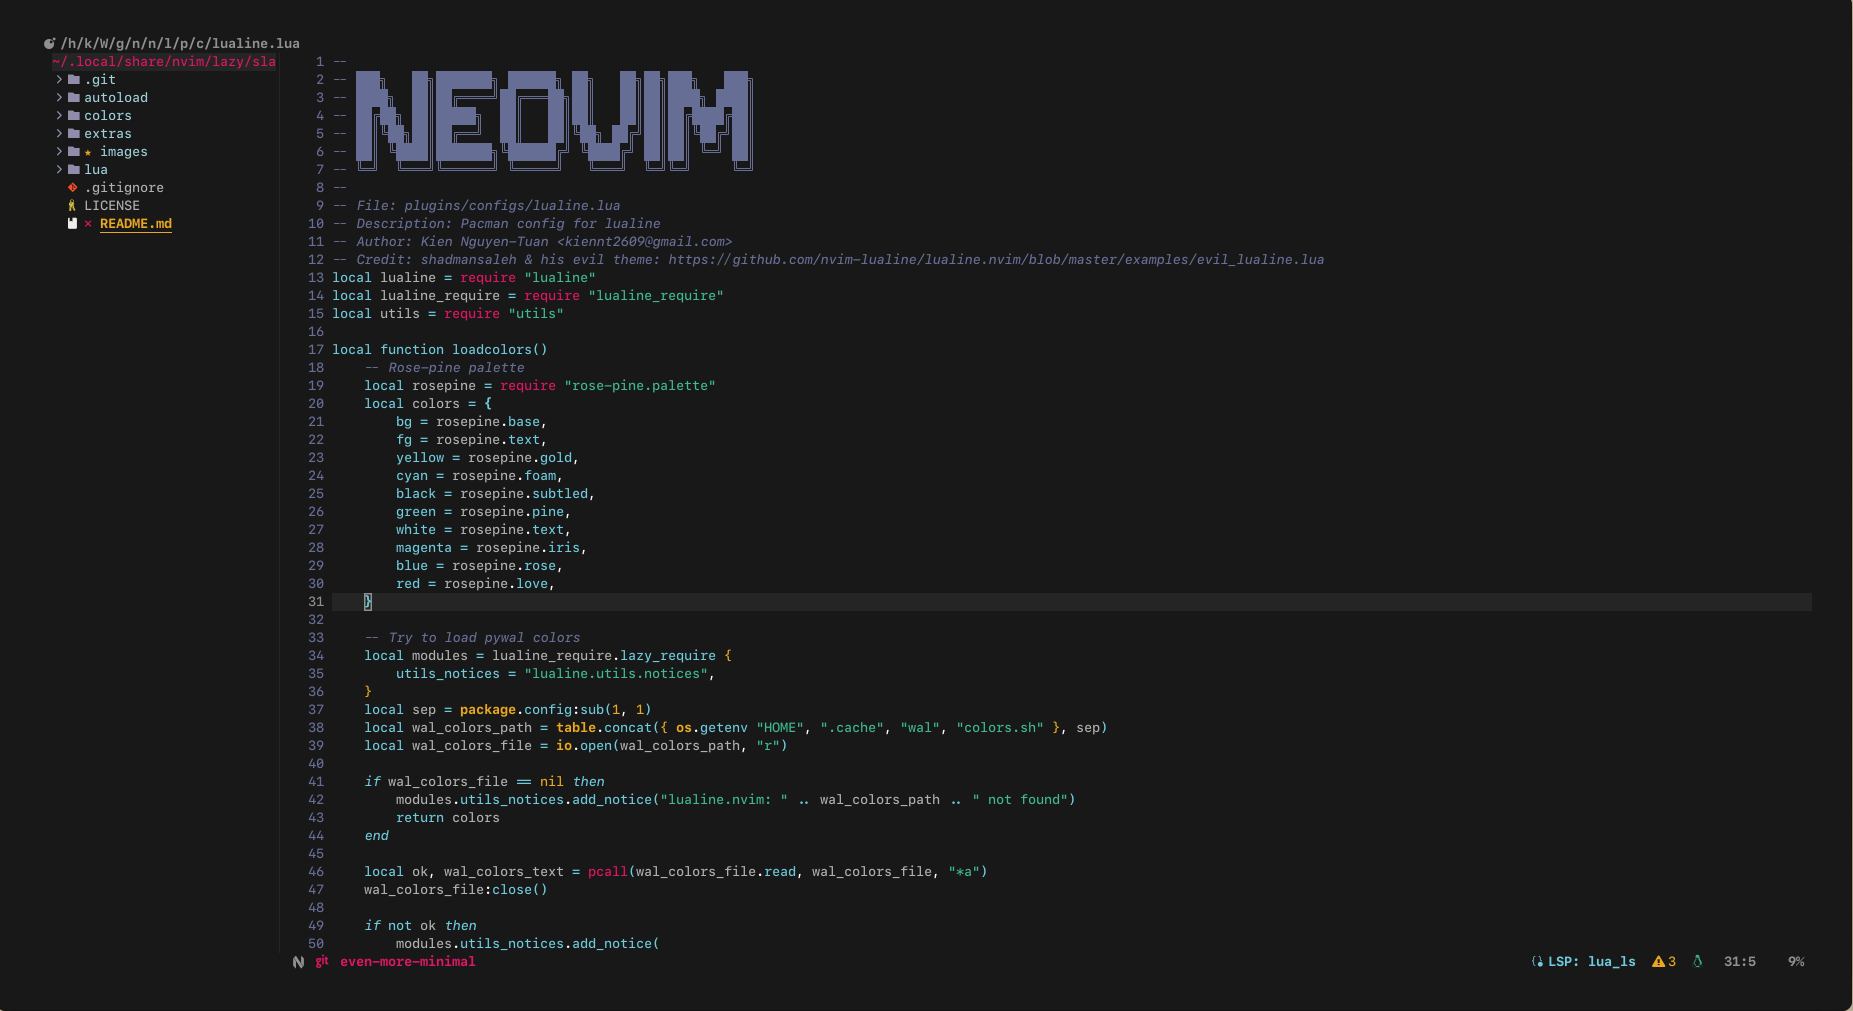 /h/k/W/g/n/n/l/p/c/lualine.lua
~/.local/share/nvim/lazy/sla
.git
autoload
colors
extras
images
lua
.gitignore
LICENSE
README.md
1 --
2 --
3 --
4 --
NEOVIM
5 --
6 --
7 --
8 --
9 -- File: plugins/configs/lualine.lua
10 -- Description: Pacman config for lualine
11 -- Author: Kien Nguyen-Tuan <kiennt2609@gmail.com>
12 -- Credit: shadmansaleh & his evil theme: https://github.com/nvim-lualine/lualine.nvim/blob/master/examples/evil_lualine.lua
13 local lualine = require "lualine"
14 local lualine_require = require "lualine_require"
15 local utils = require "utils"
16
17 local function loadcolors()
18     -- Rose-pine palette
19     local rosepine = require "rose-pine.palette"
20     local colors = {
21         bg = rosepine.base,
22         fg = rosepine.text,
23         yellow = rosepine.gold,
24         cyan = rosepine.foam,
25         black = rosepine.subtled,
26         green = rosepine.pine,
27         white = rosepine.text,
28         magenta = rosepine.iris,
29         blue = rosepine.rose,
30         red = rosepine.love,
31     }
32
33     -- Try to load pywal colors
34     local modules = lualine_require.lazy_require {
35         utils_notices = "lualine.utils.notices",
36     }
37     local sep = package.config:sub(1, 1)
38     local wal_colors_path = table.concat({ os.getenv "HOME", ".cache", "wal", "colors.sh" }, sep)
39     local wal_colors_file = io.open(wal_colors_path, "r")
40
41     if wal_colors_file == nil then
42         modules.utils_notices.add_notice("lualine.nvim: " .. wal_colors_path .. " not found")
43         return colors
44     end
45
46     local ok, wal_colors_text = pcall(wal_colors_file.read, wal_colors_file, "*a")
47     wal_colors_file:close()
48
49     if not ok then
50         modules.utils_notices.add_notice(
git even-more-minimal
LSP: lua_ls 3 31:5 9%